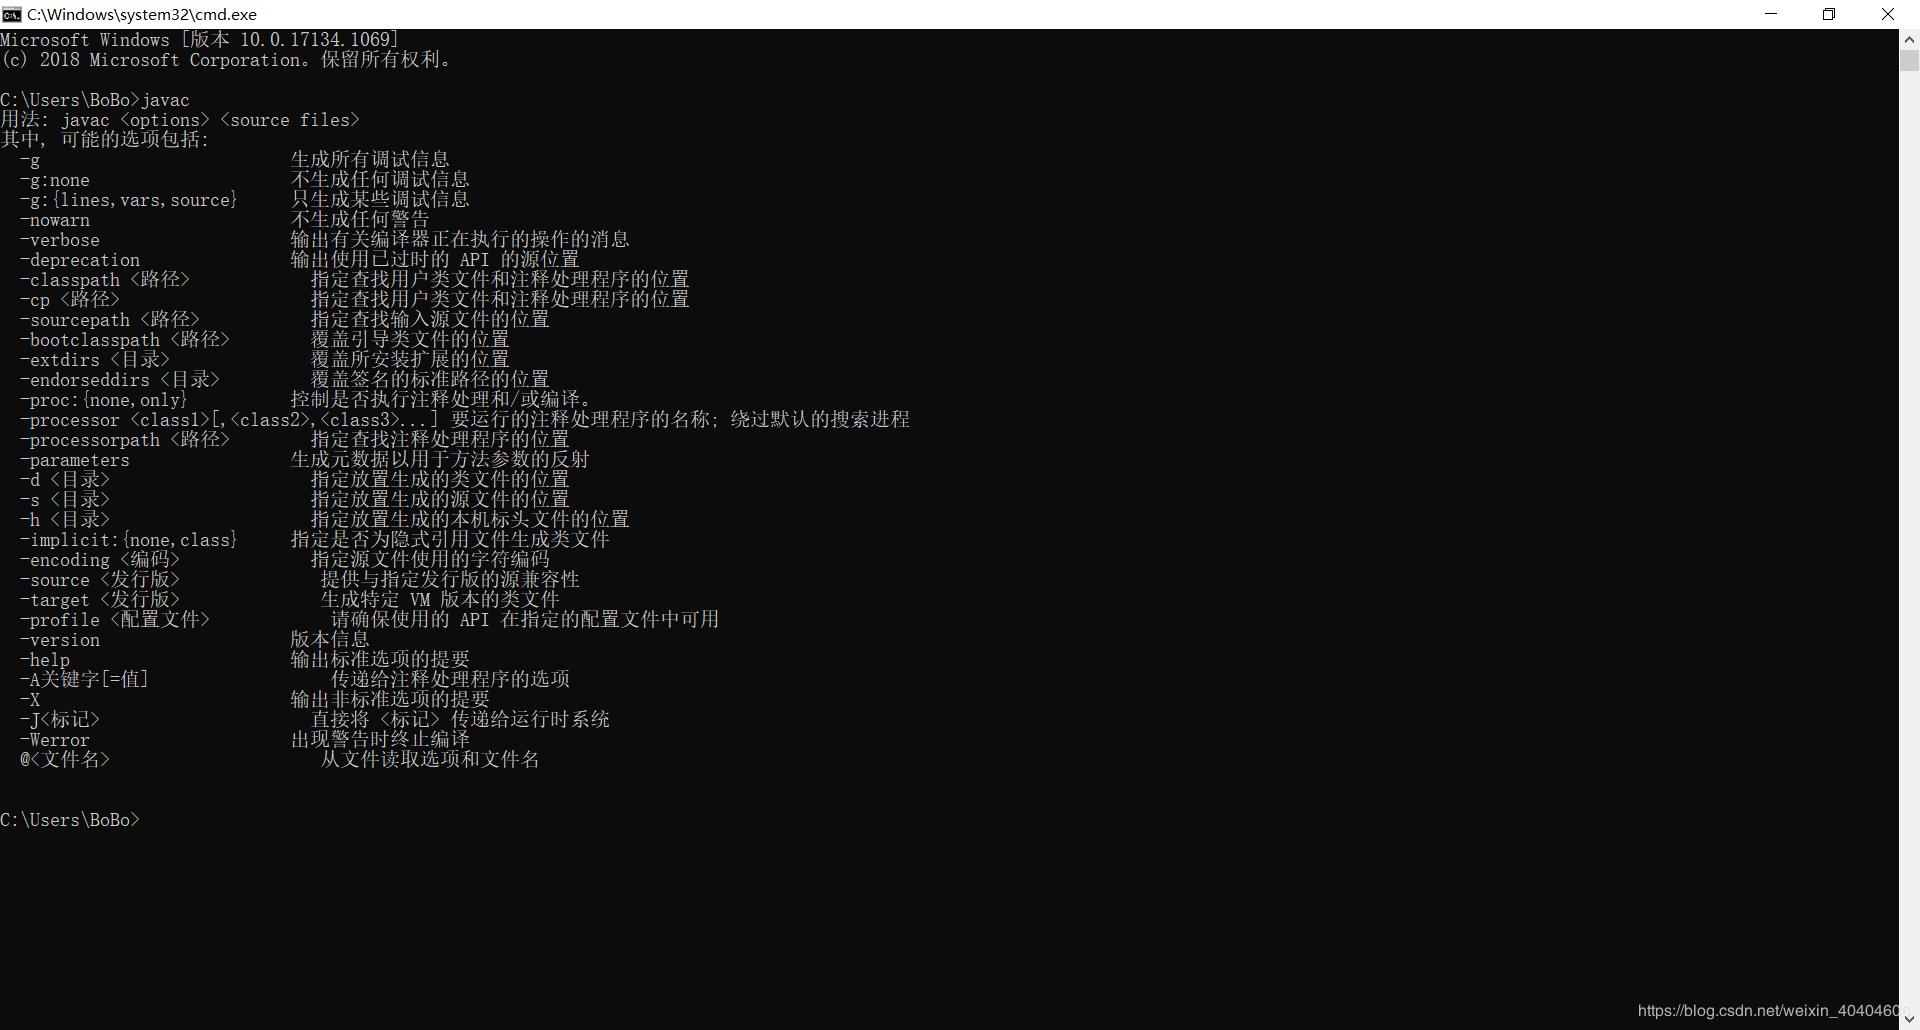 C:\Windows\system32\cmd.exe
Microsoft Windows [版本 10.0.17134.1069]
(c) 2018 Microsoft Corporation。保留所有权利。
C:\Users\BoBo>javac
用法: javac <options> <source files>
其中, 可能的选项包括:
-g 生成所有调试信息
-g:none 不生成任何调试信息
-g:{lines,vars,source} 只生成某些调试信息
-nowarn 不生成任何警告
-verbose 输出有关编译器正在执行的操作的消息
-deprecation 输出使用已过时的 API 的源位置
-classpath <路径> 指定查找用户类文件和注释处理程序的位置
-cp <路径> 指定查找用户类文件和注释处理程序的位置
-sourcepath <路径> 指定查找输入源文件的位置
-bootclasspath <路径> 覆盖引导类文件的位置
-extdirs <目录> 覆盖所安装扩展的位置
-endorseddirs <目录> 覆盖签名的标准路径的位置
-proc:{none,only} 控制是否执行注释处理和/或编译。
-processor <class1>[,<class2>,<class3>...] 要运行的注释处理程序的名称; 绕过默认的搜索进程
-processorpath <路径> 指定查找注释处理程序的位置
-parameters 生成元数据以用于方法参数的反射
-d <目录> 指定放置生成的类文件的位置
-s <目录> 指定放置生成的源文件的位置
-h <目录> 指定放置生成的本机标头文件的位置
-implicit:{none,class} 指定是否为隐式引用文件生成类文件
-encoding <编码> 指定源文件使用的字符编码
-source <发行版> 提供与指定发行版的源兼容性
-target <发行版> 生成特定 VM 版本的类文件
-profile <配置文件> 请确保使用的 API 在指定的配置文件中可用
-version 版本信息
-help 输出标准选项的提要
-A关键字[=值] 传递给注释处理程序的选项
-X 输出非标准选项的提要
-J<标记> 直接将 <标记> 传递给运行时系统
-Werror 出现警告时终止编译
@<文件名> 从文件读取选项和文件名
C:\Users\BoBo>